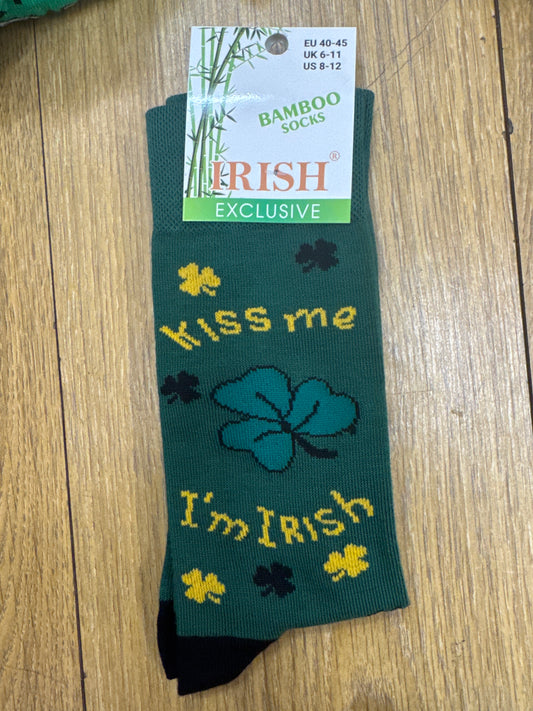 EU 40-45
UK 6-11
US 8-12
BAMBOO
SOCKS
IRISH®
EXCLUSIVE
kiss me
I'm IRish